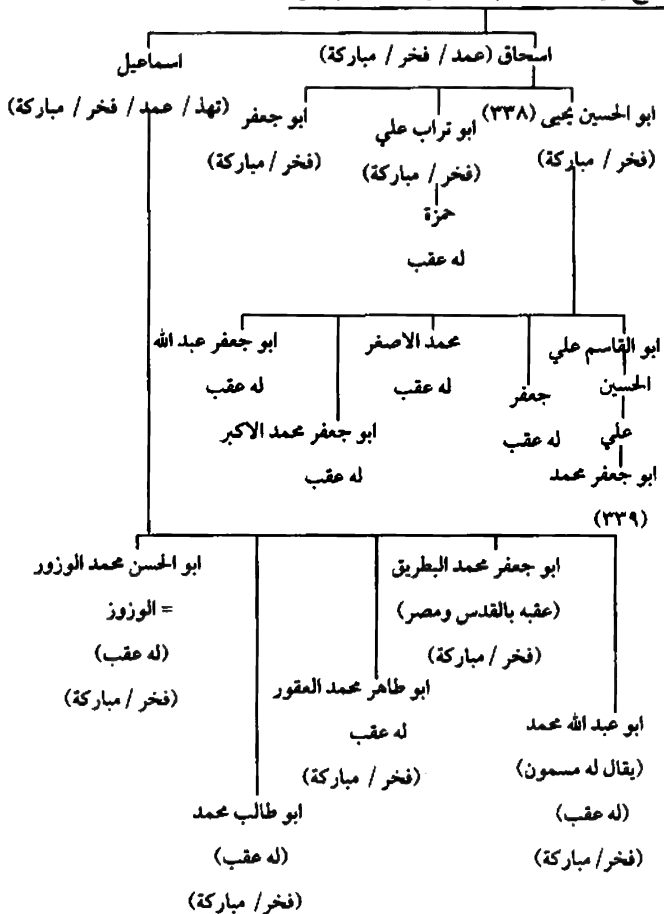 اسحاق (عمد / فخر / مباركة)
اسماعيل
(تهذ / عمد / فخر / مباركة)
ابو الحسين يحيى (٣٣٨)
(فخر / مباركة)
ابو تراب علي
(فخر / مباركة)
حمزة
له عقب
ابو جعفر
(فخر / مباركة)
ابو القاسم علي
الحسين
علي
ابو جعفر محمد
(٣٣٩)
جعفر
له عقب
محمد الاصغر
له عقب
ابو جعفر محمد الاكبر
له عقب
ابو جعفر عبد الله
له عقب
ابو عبد الله محمد
(يقال له مسمون)
(له عقب)
(فخر / مباركة)
ابو جعفر محمد البطريق
(عقبه بالقدس ومصر)
(فخر / مباركة)
ابو طاهر محمد العقور
له عقب
(فخر / مباركة)
ابو طالب محمد
(له عقب)
(فخر / مباركة)
ابو الحسن محمد الوزور
= الوزوز
(له عقب)
(فخر / مباركة)